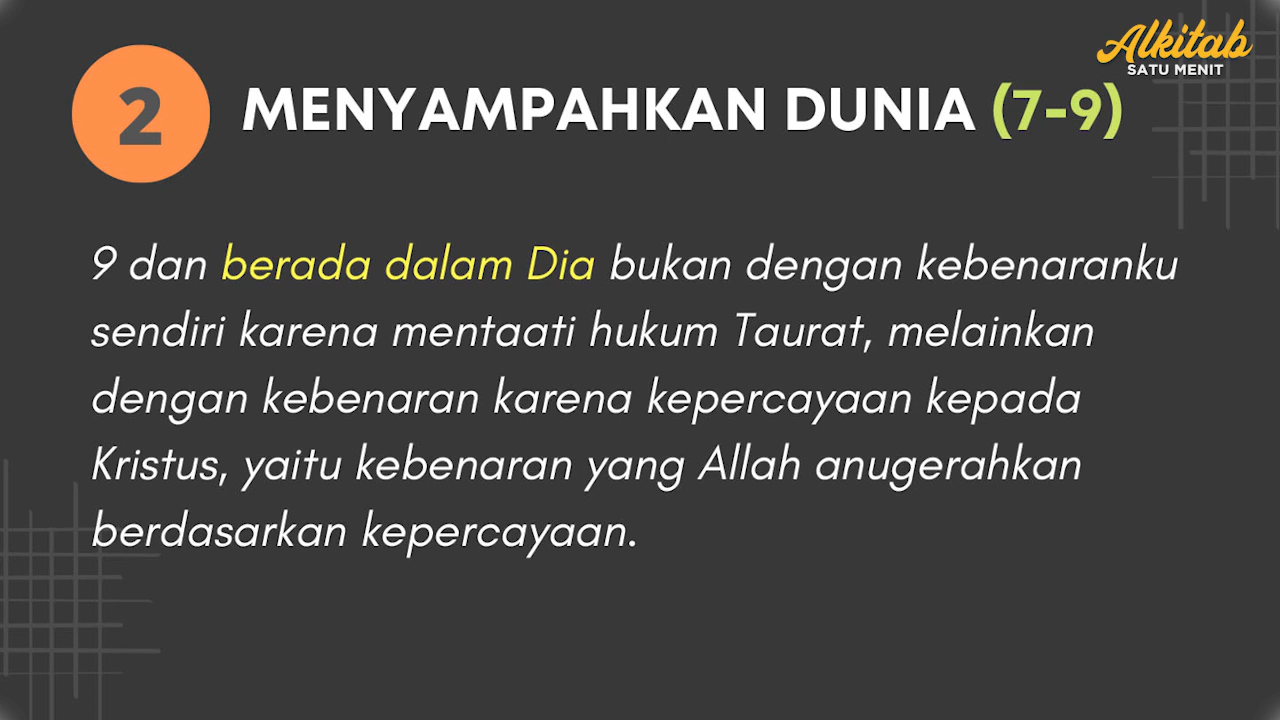 Alkitab
SATU MENIT
2
MENYAMPAHKAN DUNIA (7-9)
9 dan berada dalam Dia bukan dengan kebenaranku
sendiri karena mentaati hukum Taurat, melainkan
dengan kebenaran karena kepercayaan kepada
Kristus, yaitu kebenaran yang Allah anugerahkan
berdasarkan kepercayaan.